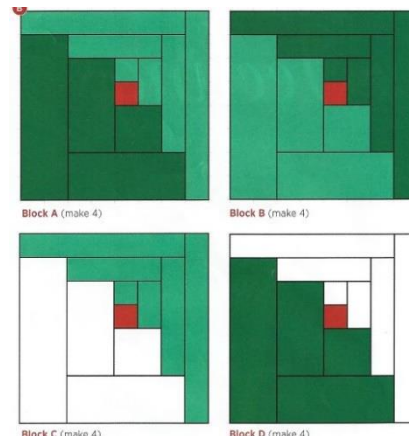 B
Block A (make 4)
Block B (make 4)
Block C (make 4)
Block D (make 4)